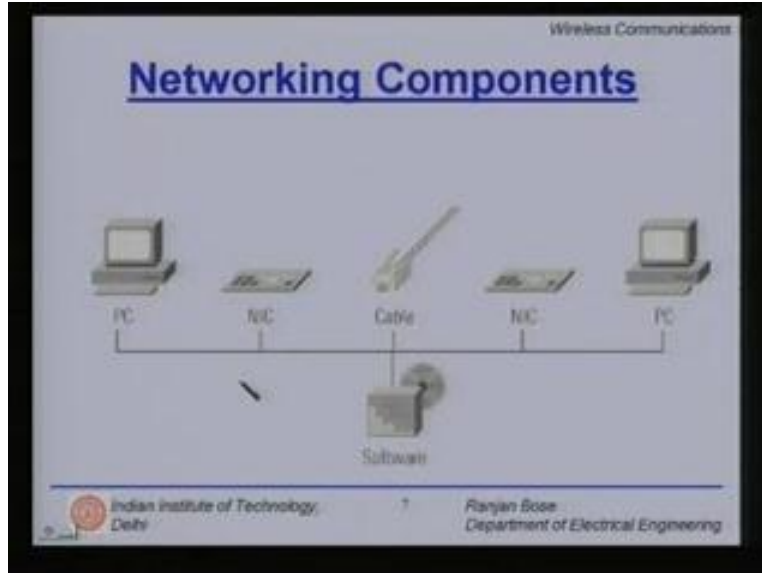 Wireless Communications
Networking Components
PC NIC Cable NIC PC
Software
Indian Institute of Technology,
Delhi
7
Ranjan Bose
Department of Electrical Engineering